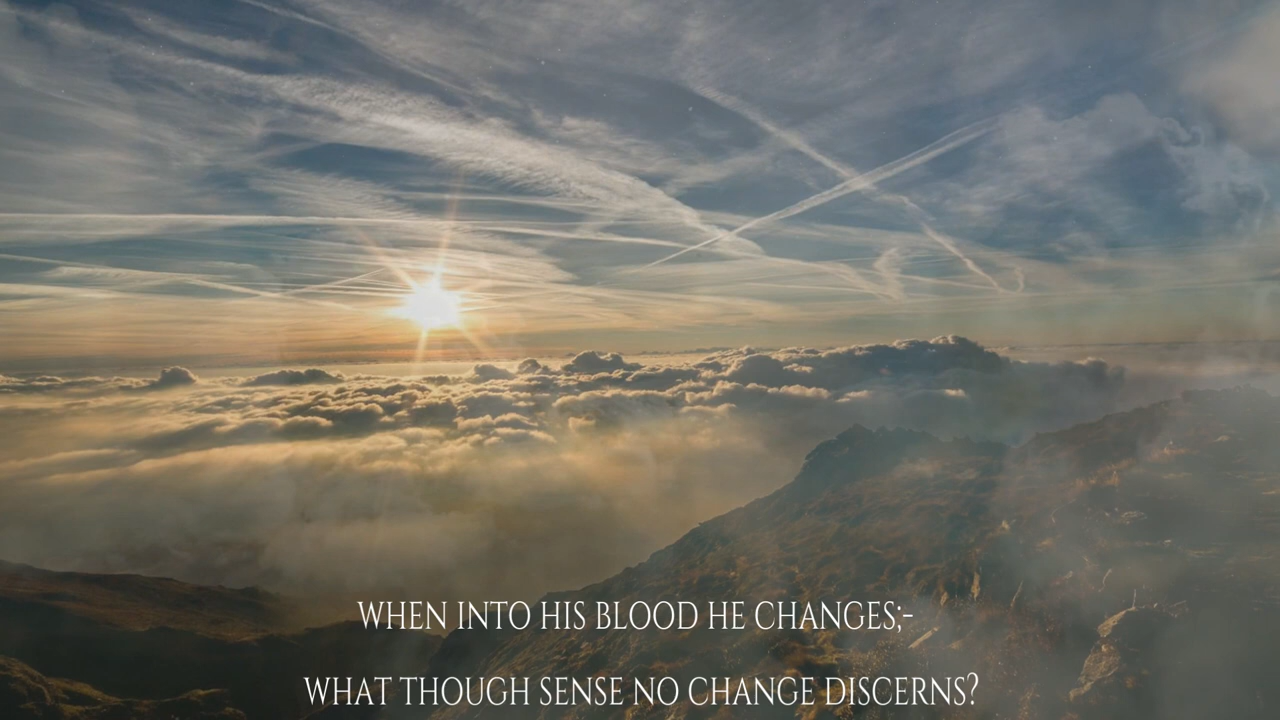 WHEN INTO HIS BLOOD HE CHANGES;-
WHAT THOUGH SENSE NO CHANGE DISCERNS?